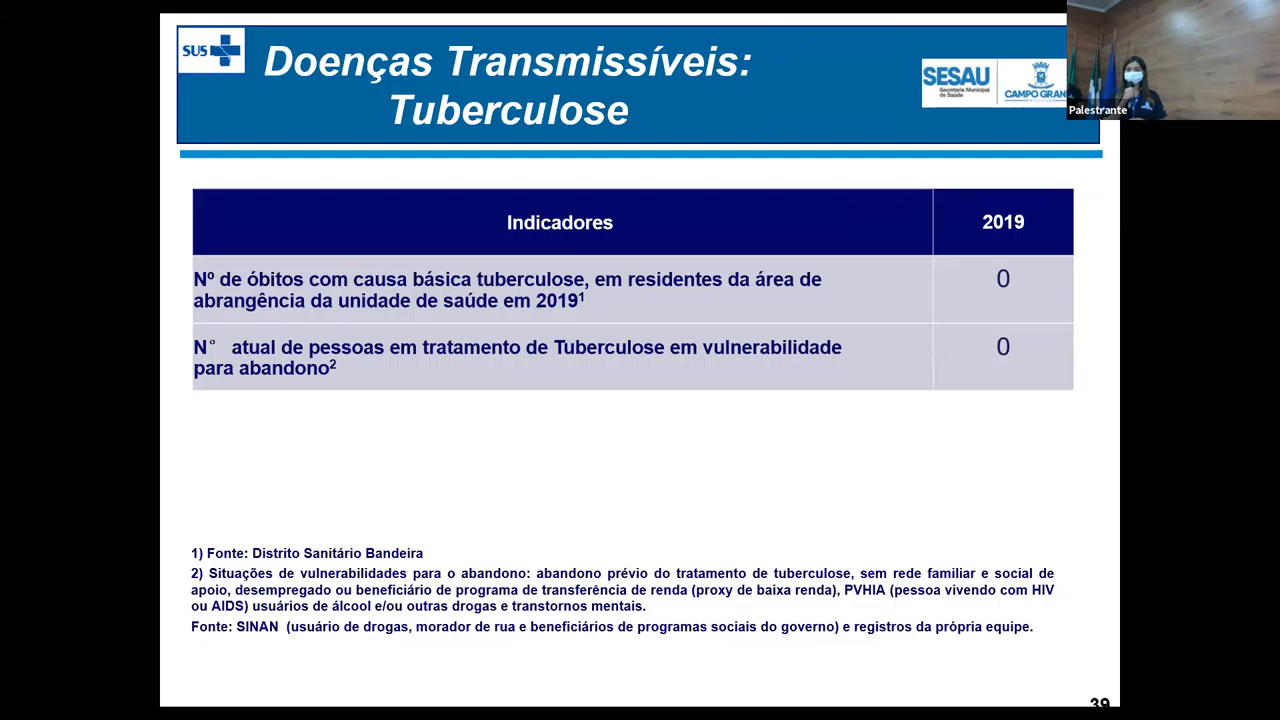 SUS
Doenças Transmissíveis:
Tuberculose
SESAU
Secretaria Municipal
de Saúde
CAMPO GRAN
Palestrante
Indicadores
2019
Nº de óbitos com causa básica tuberculose, em residentes da área de
abrangência da unidade de saúde em 2019¹
0
N° atual de pessoas em tratamento de Tuberculose em vulnerabilidade
para abandono²
0
1) Fonte: Distrito Sanitário Bandeira
2) Situações de vulnerabilidades para o abandono: abandono prévio do tratamento de tuberculose, sem rede familiar e social de
apoio, desempregado ou beneficiário de programa de transferência de renda (proxy de baixa renda), PVHIA (pessoa vivendo com HIV
ou AIDS) usuários de álcool e/ou outras drogas e transtornos mentais.
Fonte: SINAN (usuário de drogas, morador de rua e beneficiários de programas sociais do governo) e registros da própria equipe.
39